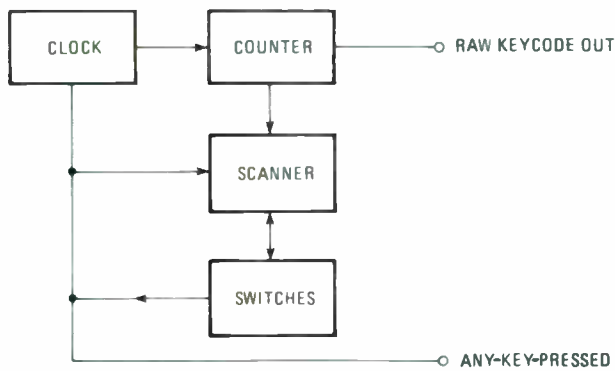 CLOCK
COUNTER
RAW KEYCODE OUT
SCANNER
SWITCHES
ANY-KEY-PRESSED